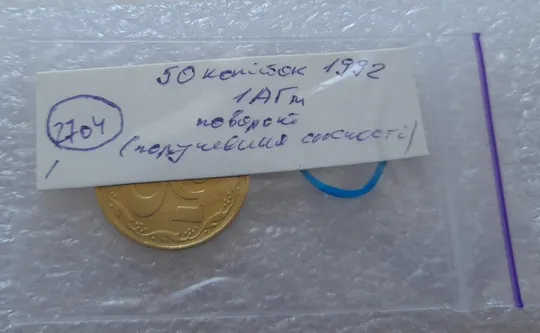 50 копійок 1992
1АГм
поворот
(порушення соосності)
2704